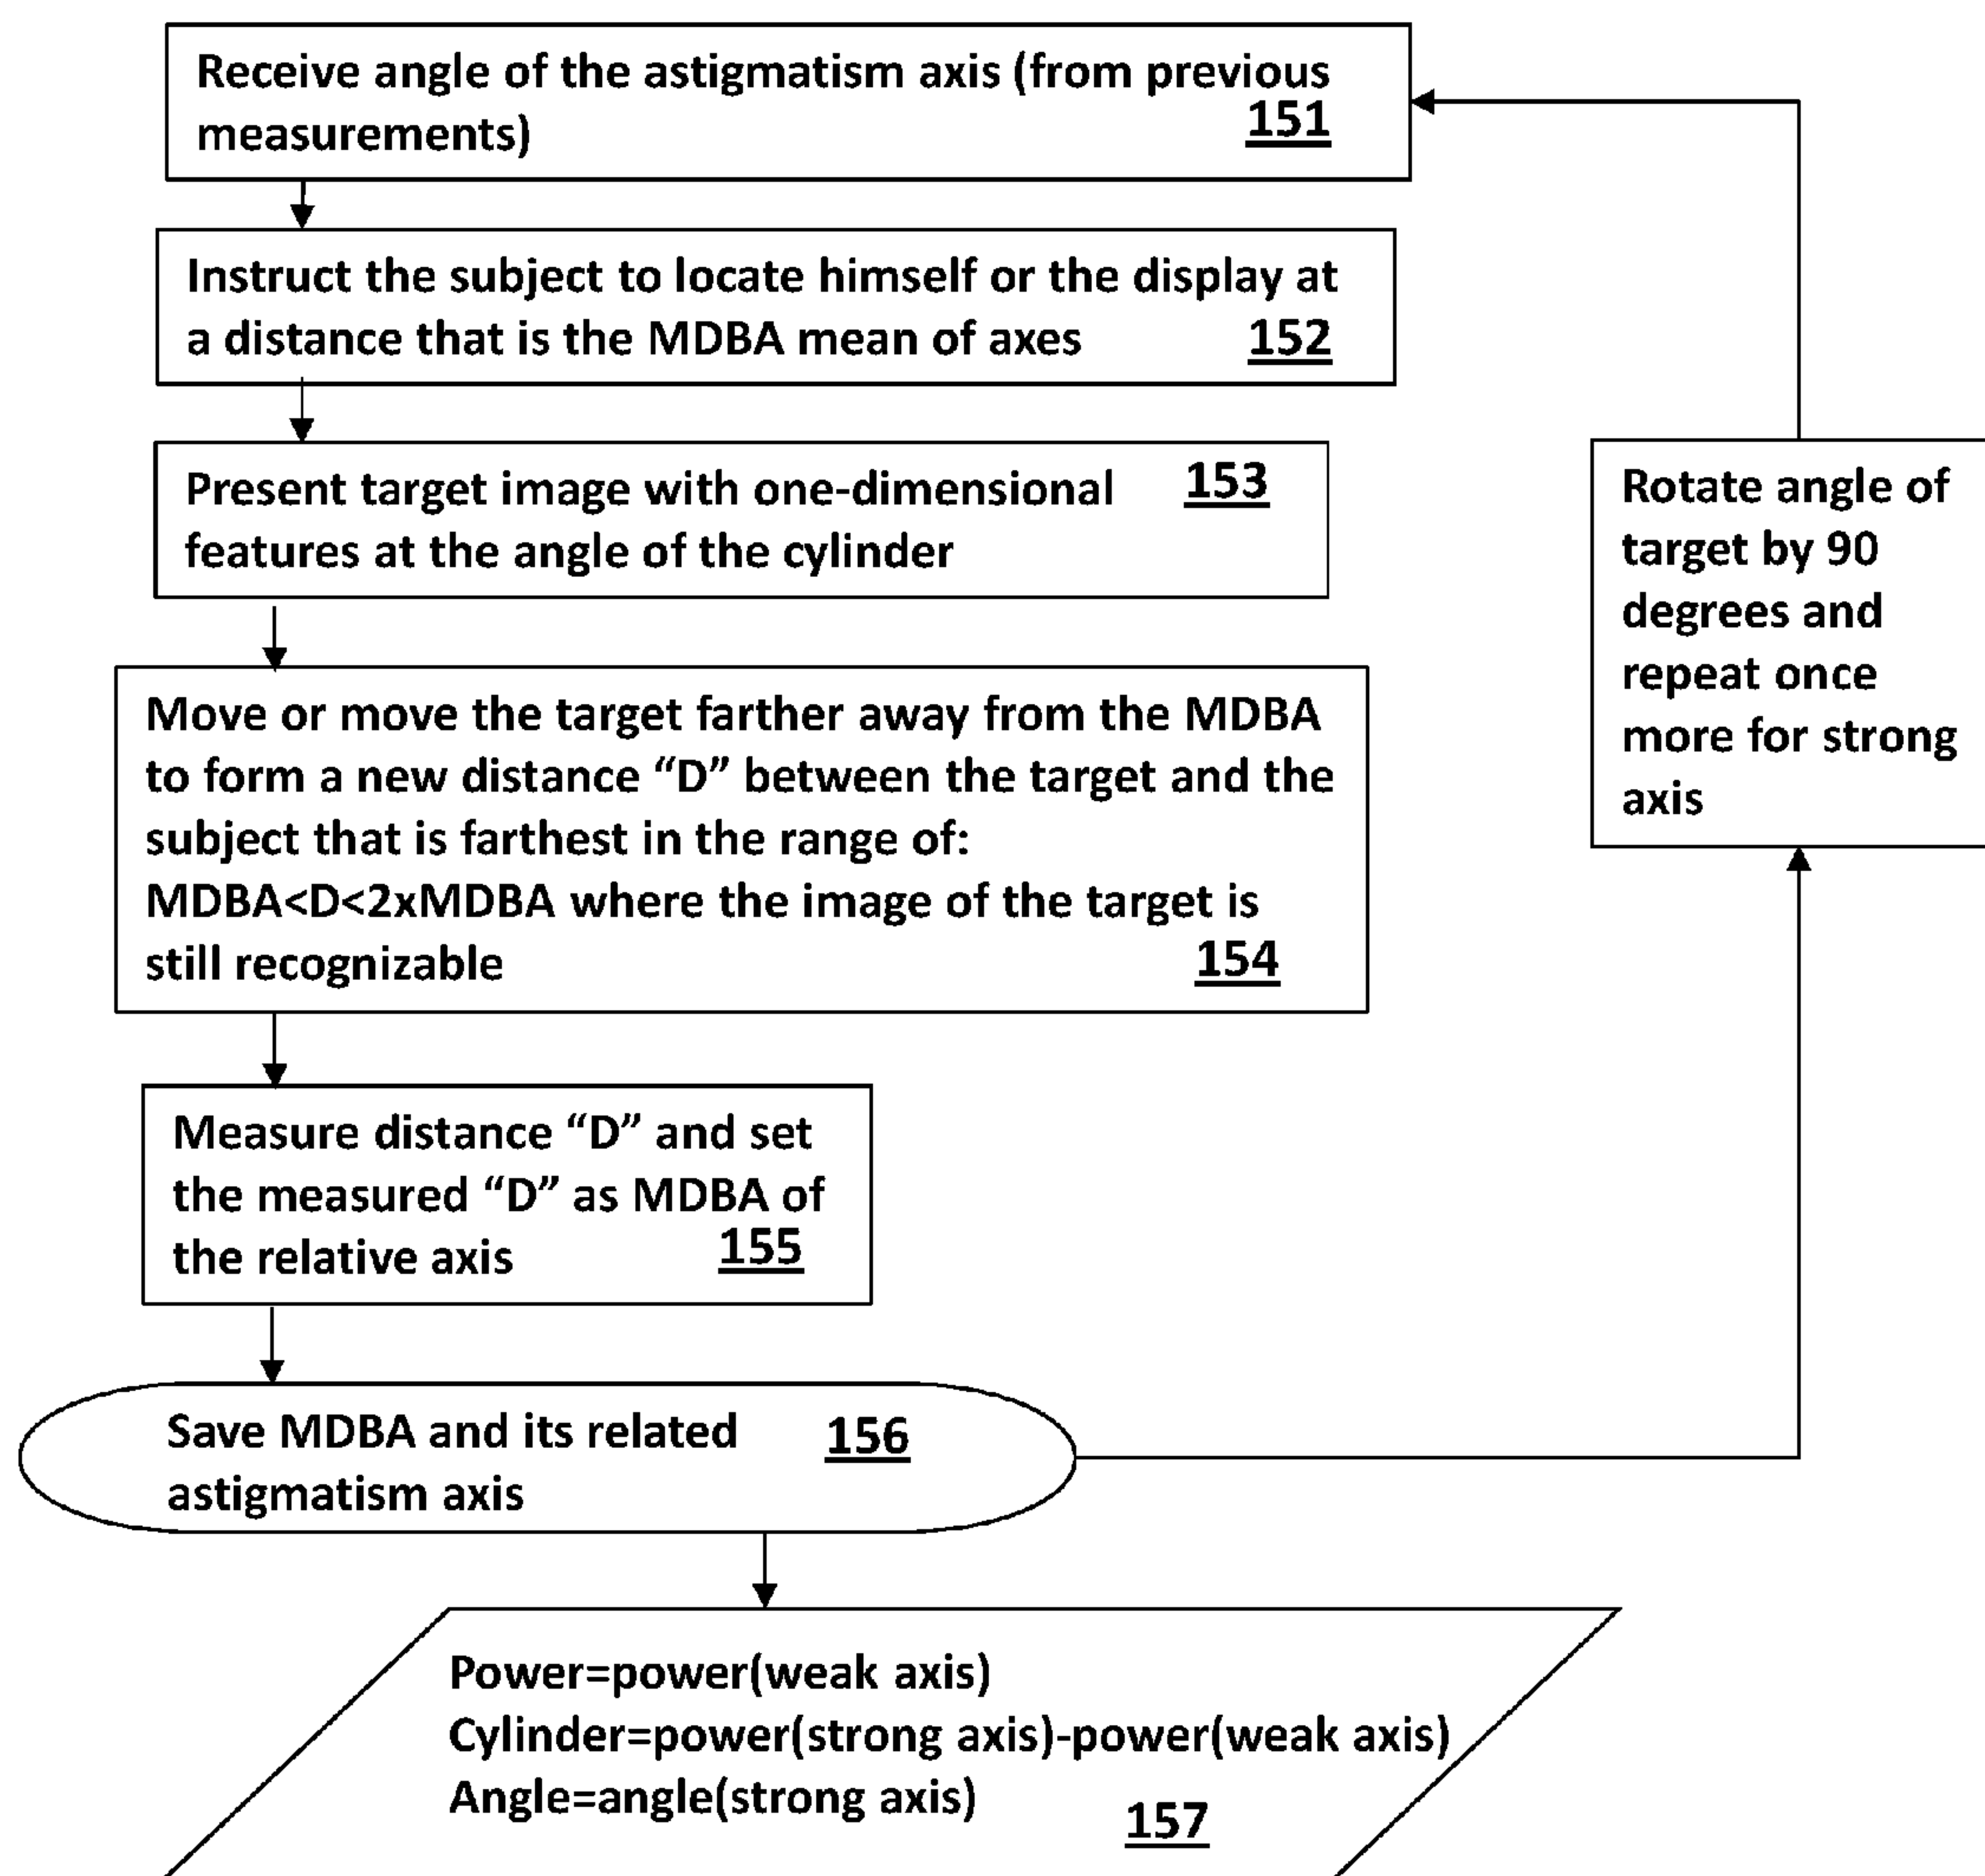 Receive angle of the astigmatism axis (from previous
measurements) 151
Instruct the subject to locate himself or the display at
a distance that is the MDBA mean of axes 152
Present target image with one-dimensional 153
features at the angle of the cylinder
Move or move the target farther away from the MDBA
to form a new distance “D” between the target and the
subject that is farthest in the range of:
MDBA<D<2xMDBA where the image of the target is
still recognizable 154
Measure distance “D” and set
the measured “D” as MDBA of
the relative axis 155
Save MDBA and its related 156
astigmatism axis
Rotate angle of
target by 90
degrees and
repeat once
more for strong
axis
Power=power(weak axis)
Cylinder=power(strong axis)-power(weak axis)
Angle=angle(strong axis)
157